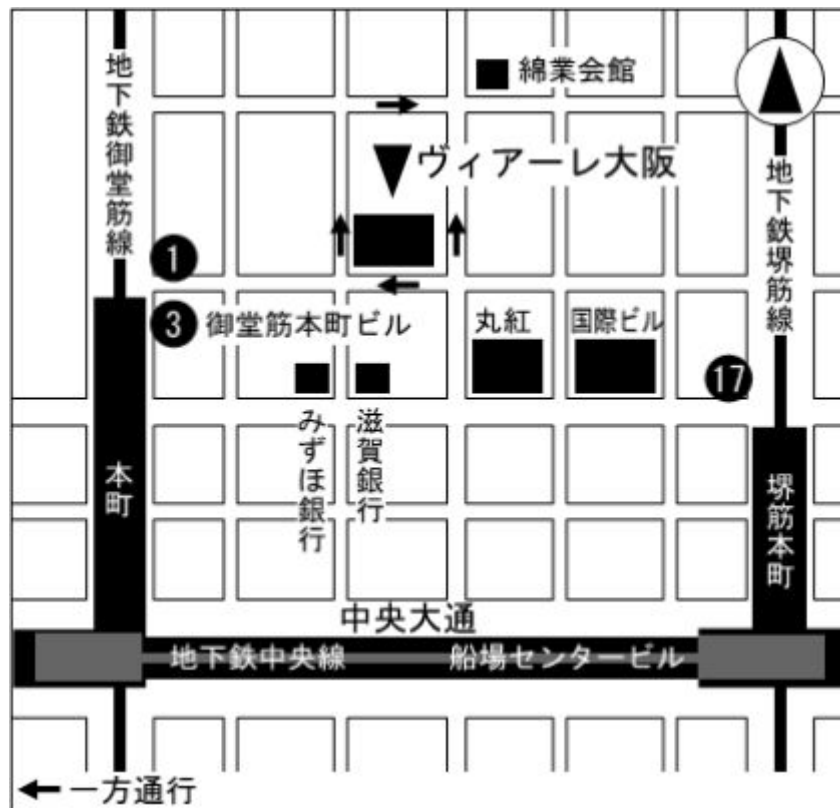 綿業会館
地下鉄御堂筋線
ヴィアーレ大阪
地下鉄堺筋線
1
3
御堂筋本町ビル
丸紅
国際ビル
17
みずほ銀行
滋賀銀行
本町
堺筋本町
中央大通
地下鉄中央線
船場センタービル
一方通行